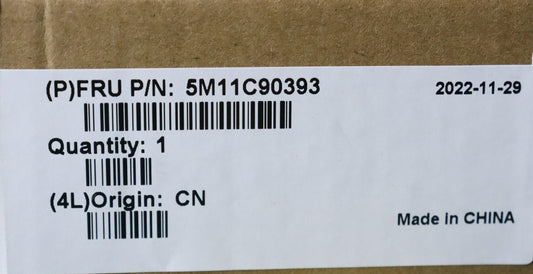 (P)FRU P/N: 5M11C90393 2022-11-29
Quantity: 1
(4L)Origin: CN
Made in CHINA